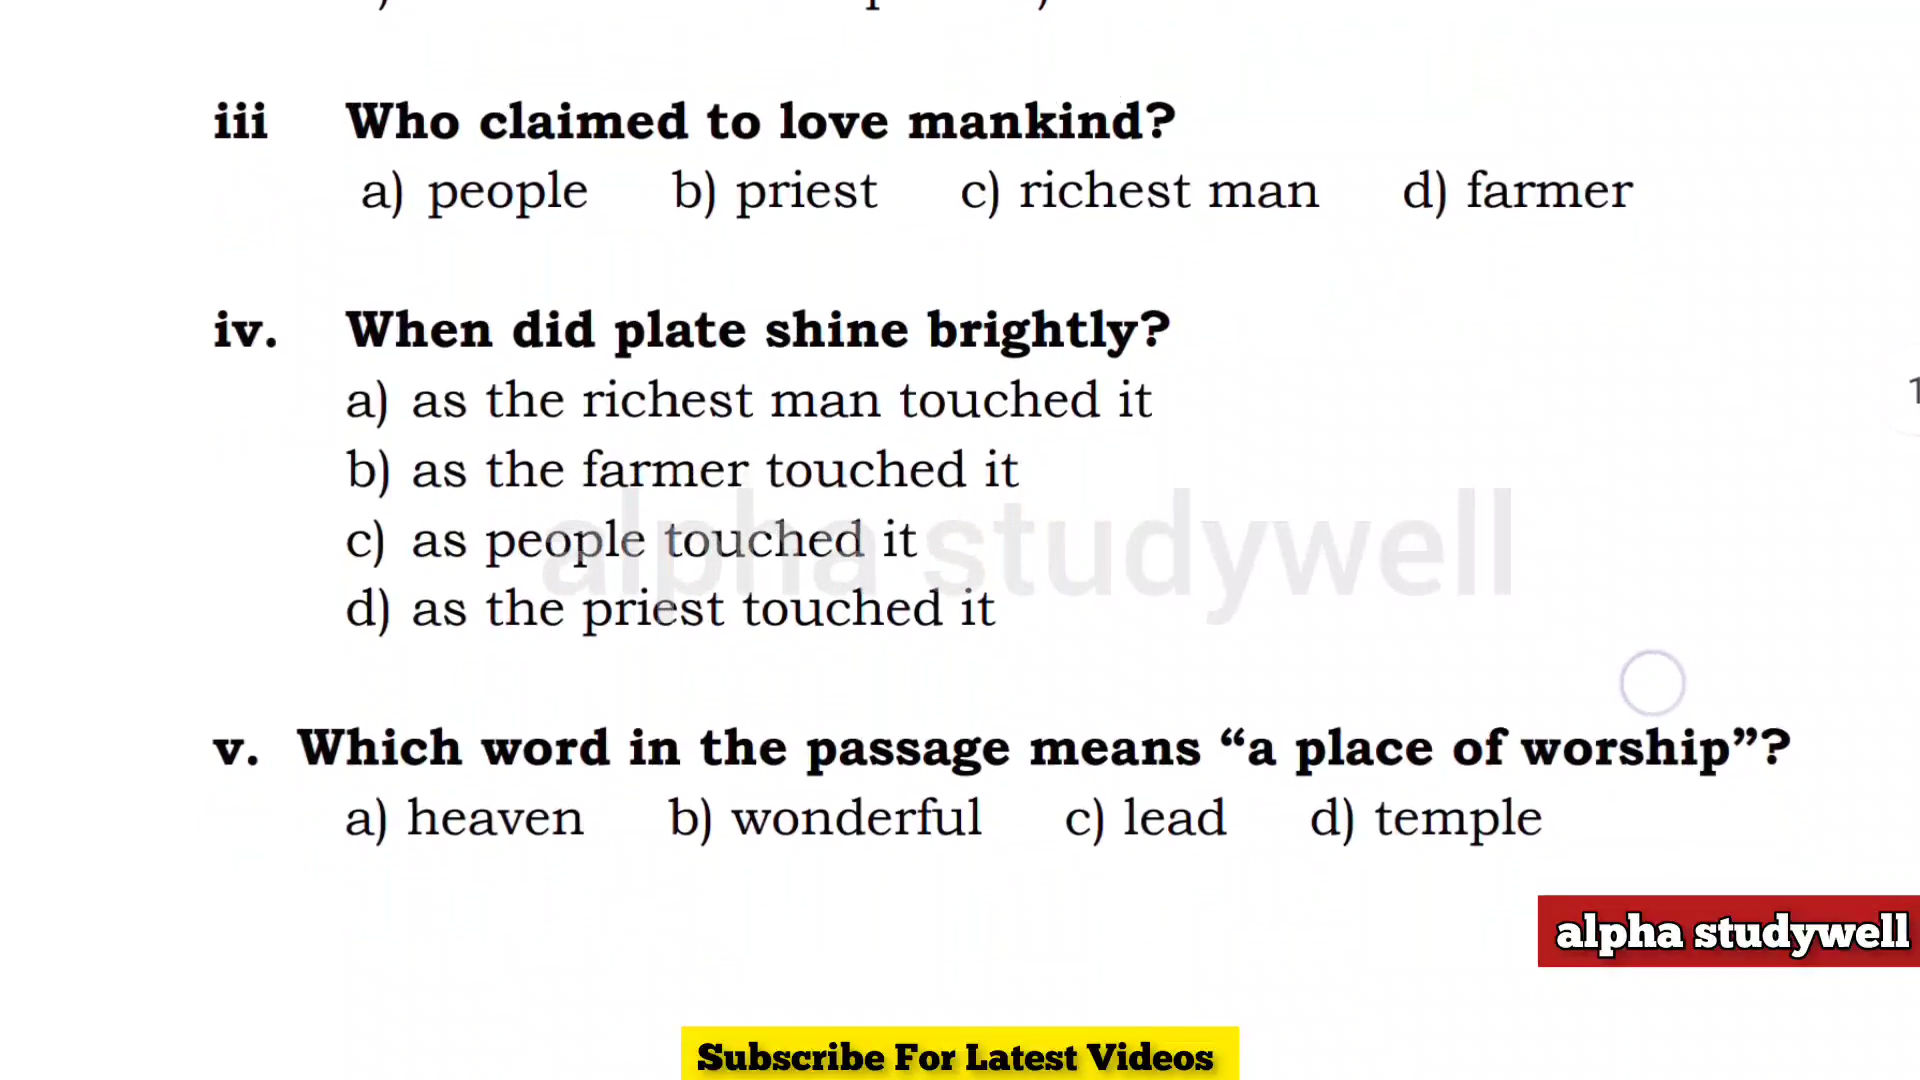 iii Who claimed to love mankind?
a) people b) priest c) richest man d) farmer
iv. When did plate shine brightly?
a) as the richest man touched it
1
b) as the farmer touched it
c) as people touched it
alpha studywell
d) as the priest touched it
v. Which word in the passage means “a place of worship”?
a) heaven b) wonderful c) lead d) temple
alpha studywell
Subscribe For Latest Videos